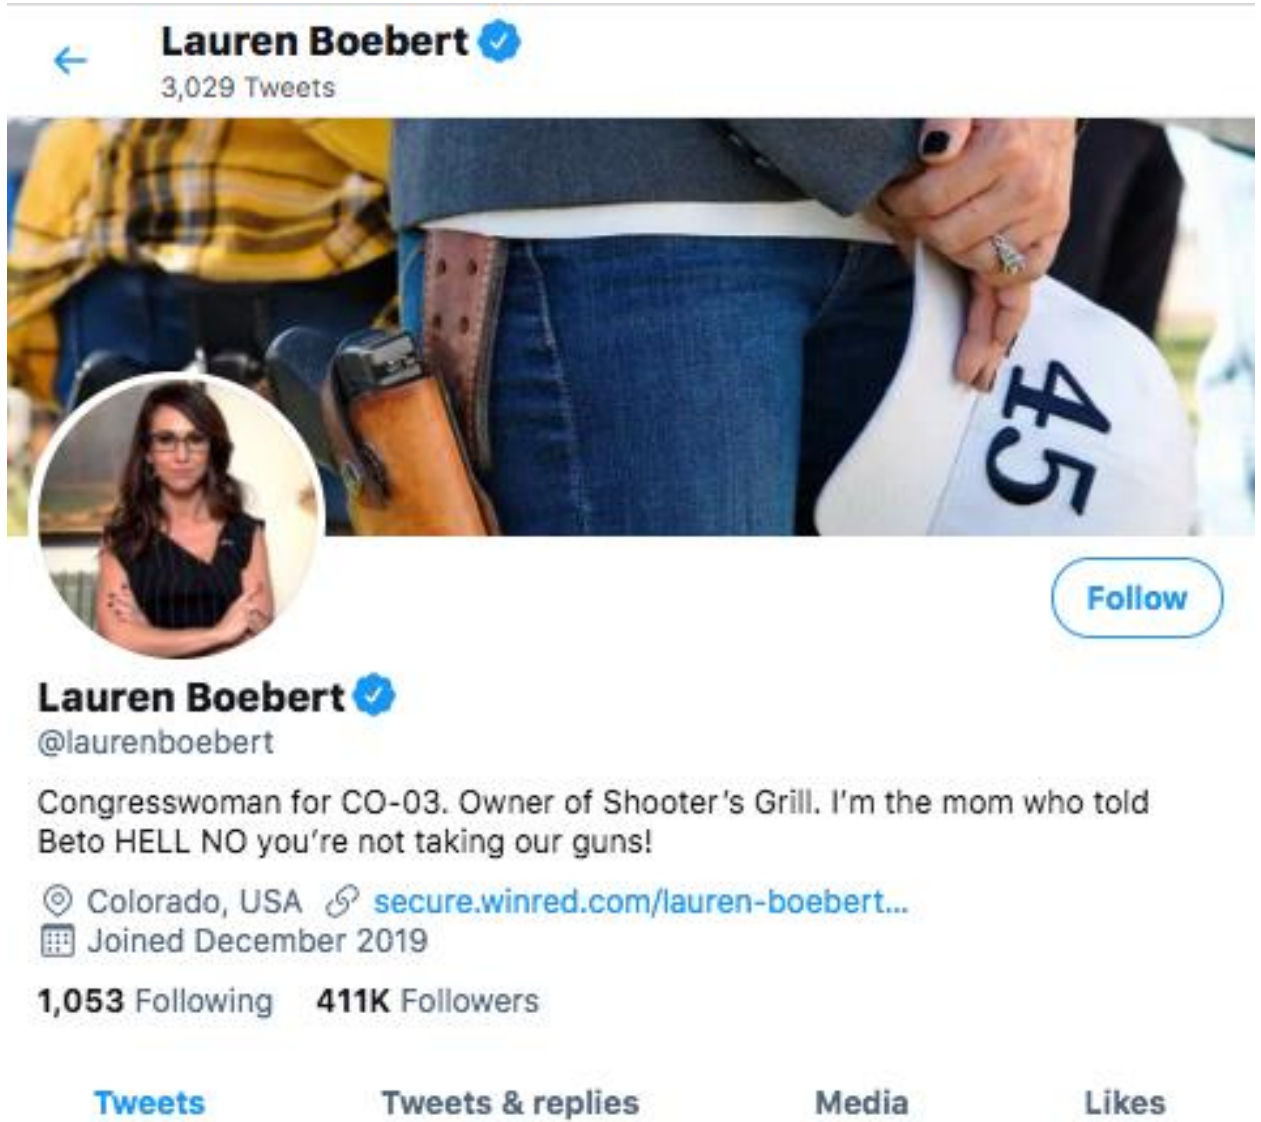 Lauren Boebert
3,029 Tweets
45
Follow
Lauren Boebert
@laurenboebert
Congresswoman for CO-03. Owner of Shooter's Grill. I'm the mom who told
Beto HELL NO you're not taking our guns!
Colorado, USA secure.winred.com/lauren-boebert...
Joined December 2019
1,053 Following 411K Followers
Tweets Tweets & replies Media Likes